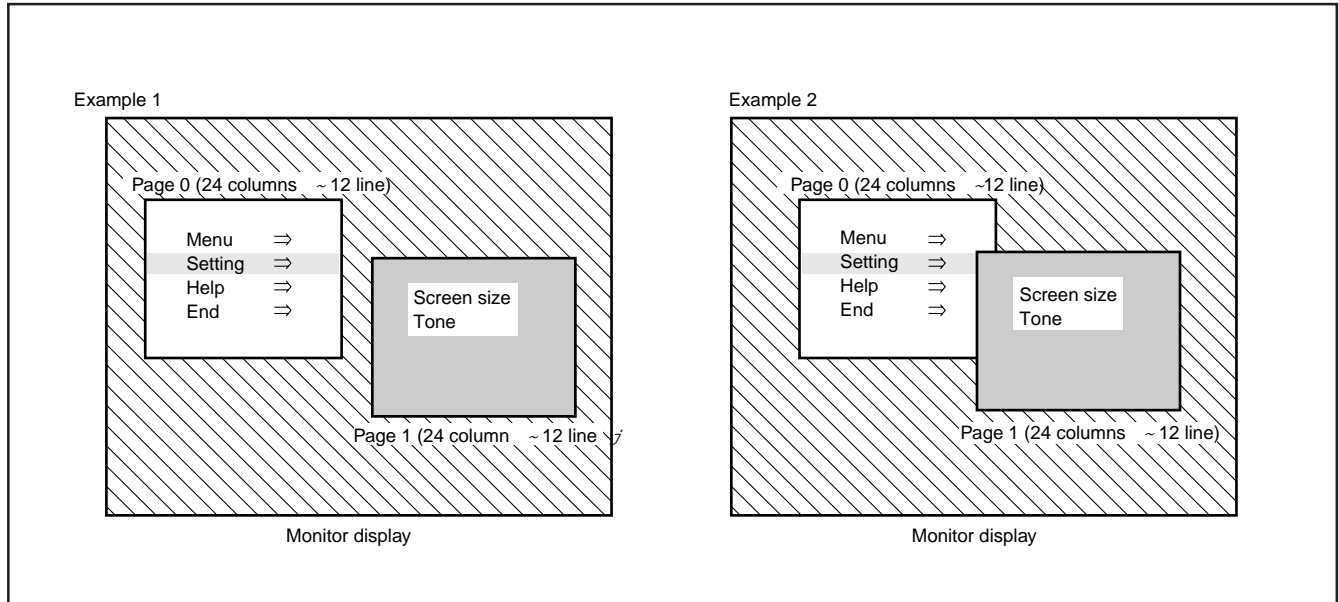 Example 1
Page 0 (24 columns ~ 12 line)
Menu ⇒
Setting ⇒
Help ⇒
End ⇒
Screen size
Tone
Page 1 (24 column ~ 12 line
Monitor display
Example 2
Page 0 (24 columns ~12 line)
Menu ⇒
Setting ⇒
Help ⇒
End ⇒
Screen size
Tone
Page 1 (24 columns ~ 12 line)
Monitor display